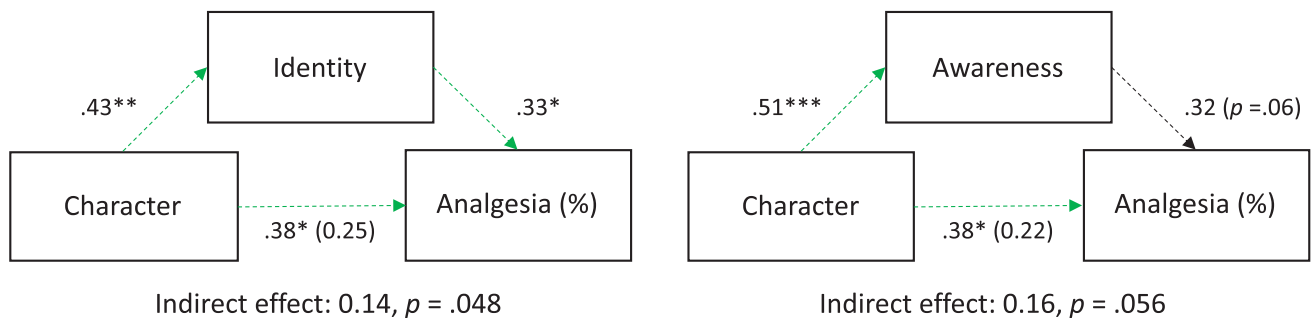 Identity
.43**
.33*
Character
Analgesia (%)
.38* (0.25)
Indirect effect: 0.14, p = .048
Awareness
.51***
.32 (p =.06)
Character
Analgesia (%)
.38* (0.22)
Indirect effect: 0.16, p = .056